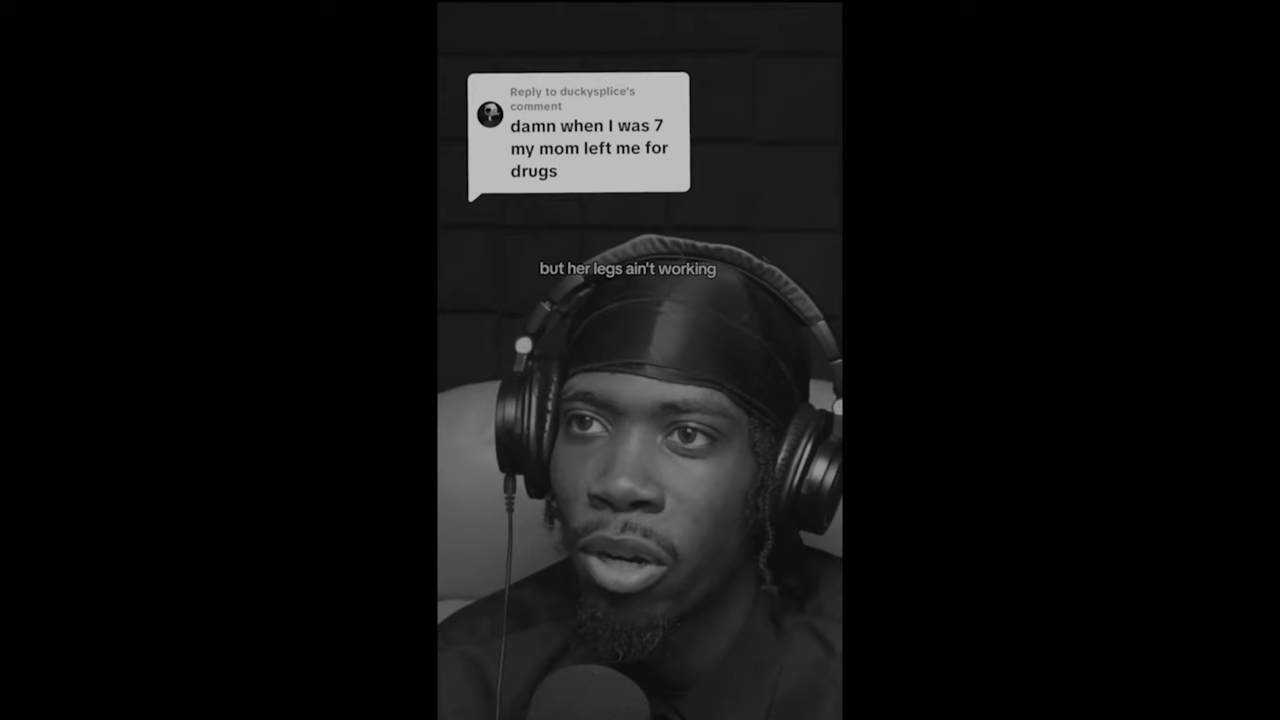 Reply to duckysplice's
comment
damn when I was 7
my mom left me for
drugs
but her legs ain't working